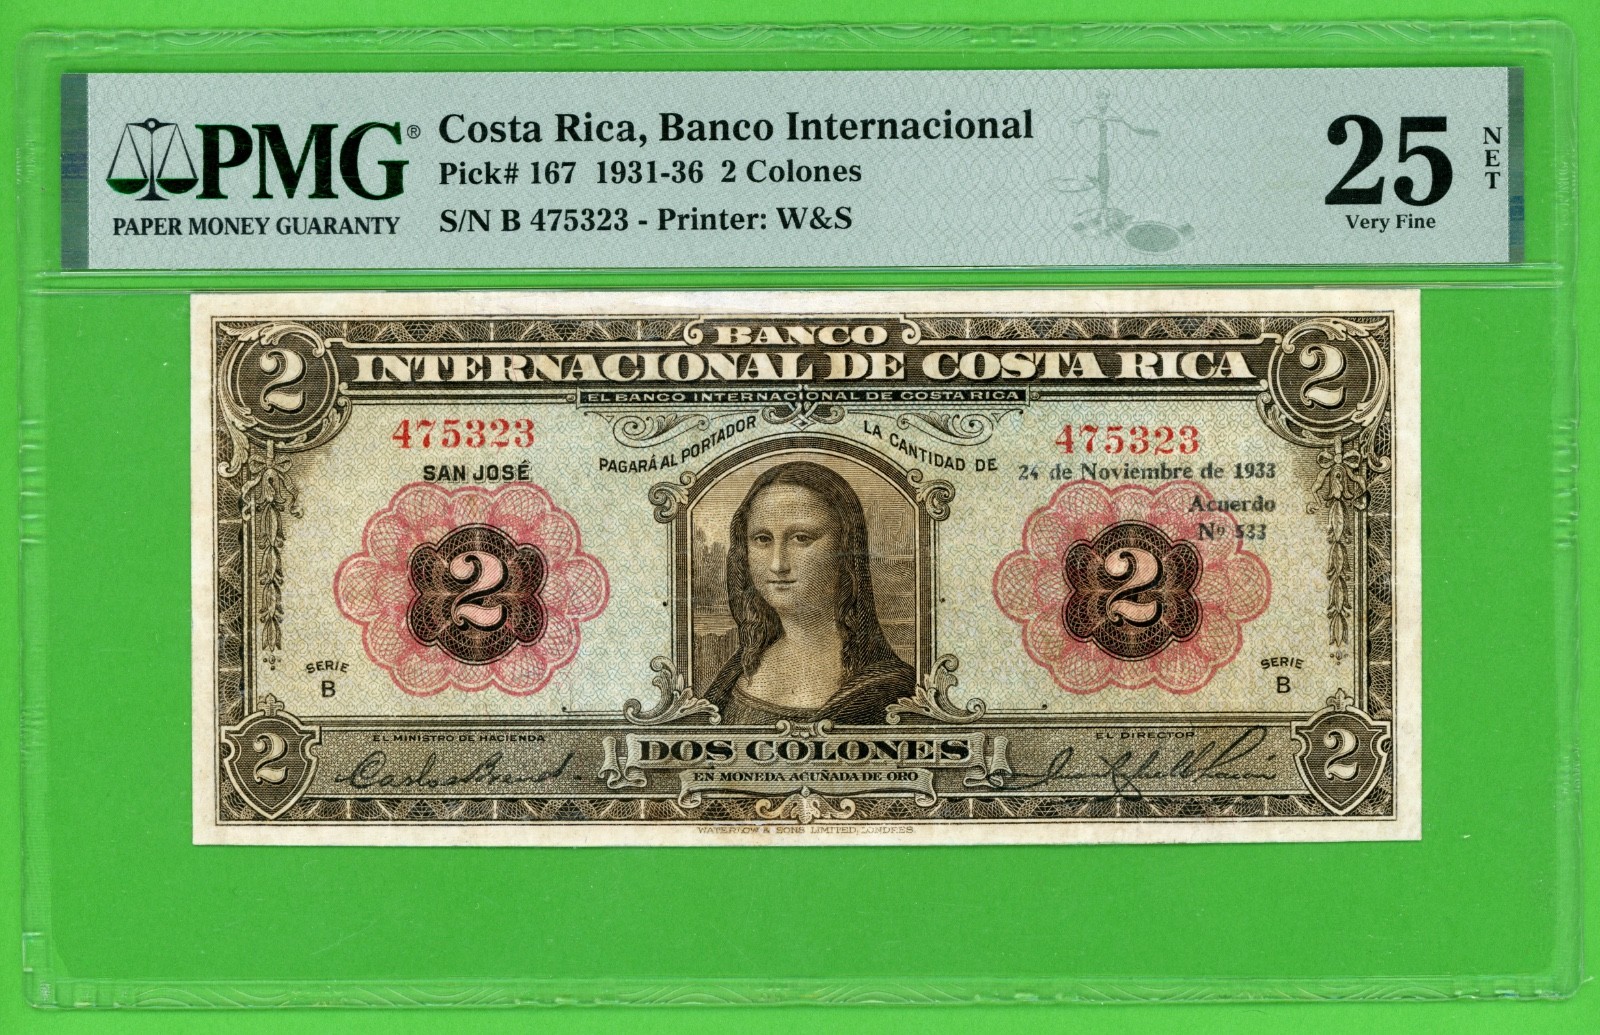 PMG®
PAPER MONEY GUARANTY
Costa Rica, Banco Internacional
Pick# 167 1931-36 2 Colones
S/N B 475323 - Printer: W&S
25
Very Fine
NET
BANCO
INTERNACIONAL DE COSTA RICA
2
2
EL BANCO INTERNACIONAL DE COSTA RICA
475323
475323
PAGARÁ AL PORTADOR
LA CANTIDAD DE
SAN JOSÉ
24 de Noviembre de 1933
Acuerdo
Nº 533
2
2
SERIE
B
SERIE
B
EL MINISTRO DE HACIENDA
EL DIRECTOR
2
DOS COLONES
2
EN MONEDA ACUÑADA DE ORO
WATERLOW & SONS LIMITED, LONDRES